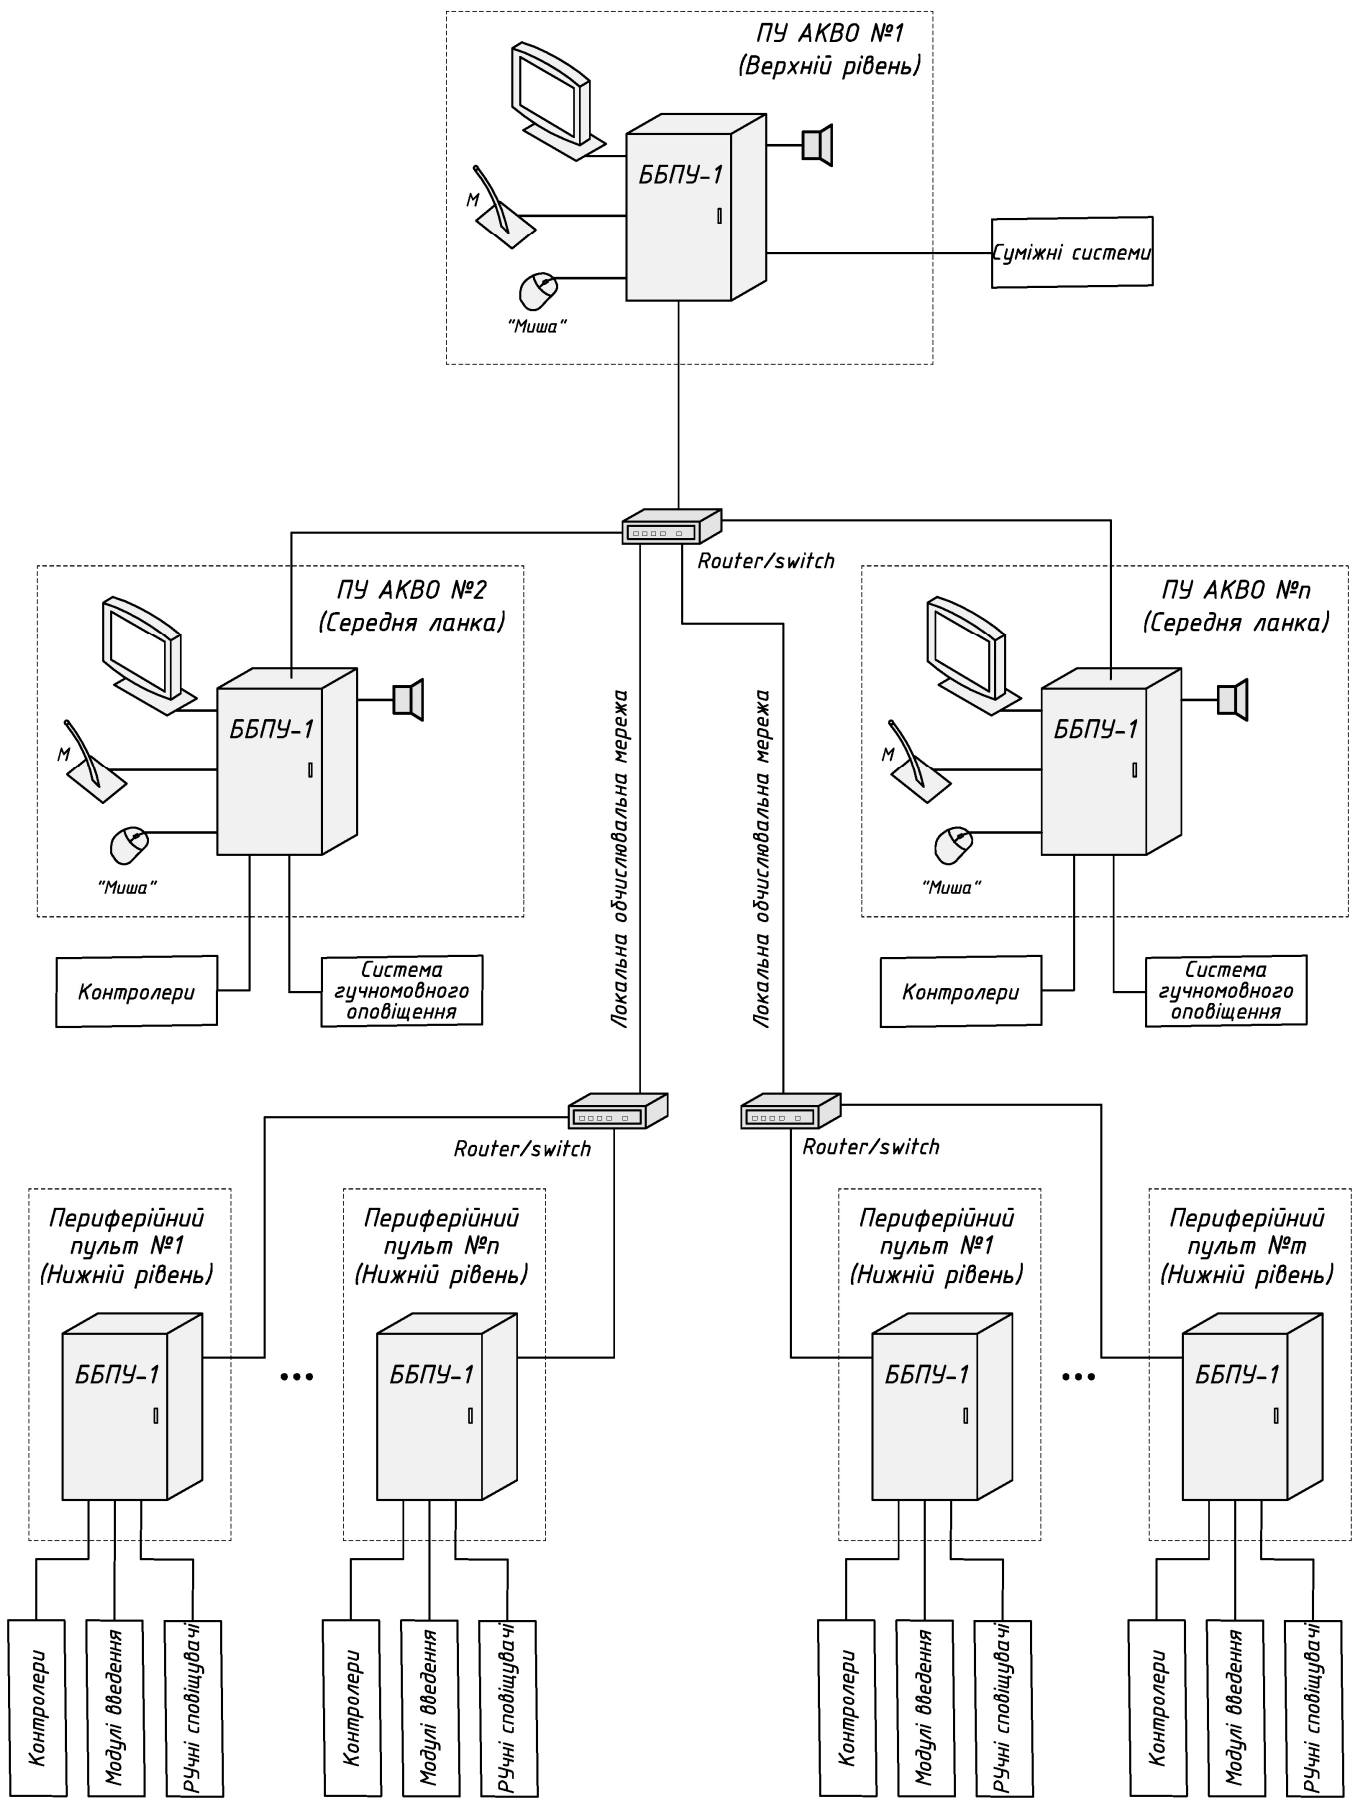 ПУ АКВО №1
(Верхній рівень)
ББПУ-1
М
Суміжні системи
"Миша"
Router/switch
ПУ АКВО №2
(Середня ланка)
ББПУ-1
М
"Миша"
Контролери
Система
гучномовного
оповіщення
Локальна обчислювальна мережа
Локальна обчислювальна мережа
ПУ АКВО №n
(Середня ланка)
ББПУ-1
М
"Миша"
Контролери
Система
гучномовного
оповіщення
Router/switch
Router/switch
Периферійний
пульт №1
(Нижній рівень)
ББПУ-1
Периферійний
пульт №n
(Нижній рівень)
ББПУ-1
Периферійний
пульт №1
(Нижній рівень)
ББПУ-1
Периферійний
пульт №m
(Нижній рівень)
ББПУ-1
...
...
Контролери
Модулі введення
РУчні сповіщувачі
Контролери
Модулі введення
РУчні сповіщувачі
Контролери
Модулі введення
РУчні сповіщувачі
Контролери
Модулі введення
РУчні сповіщувачі